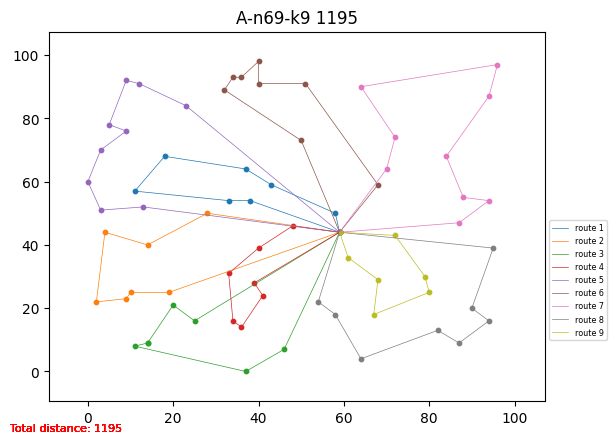 A-n69-k9 1195
100
80
60
40
20
0
0 20 40 60 80 100
route 1
route 2
route 3
route 4
route 5
route 6
route 7
route 8
route 9
Total distance: 1195